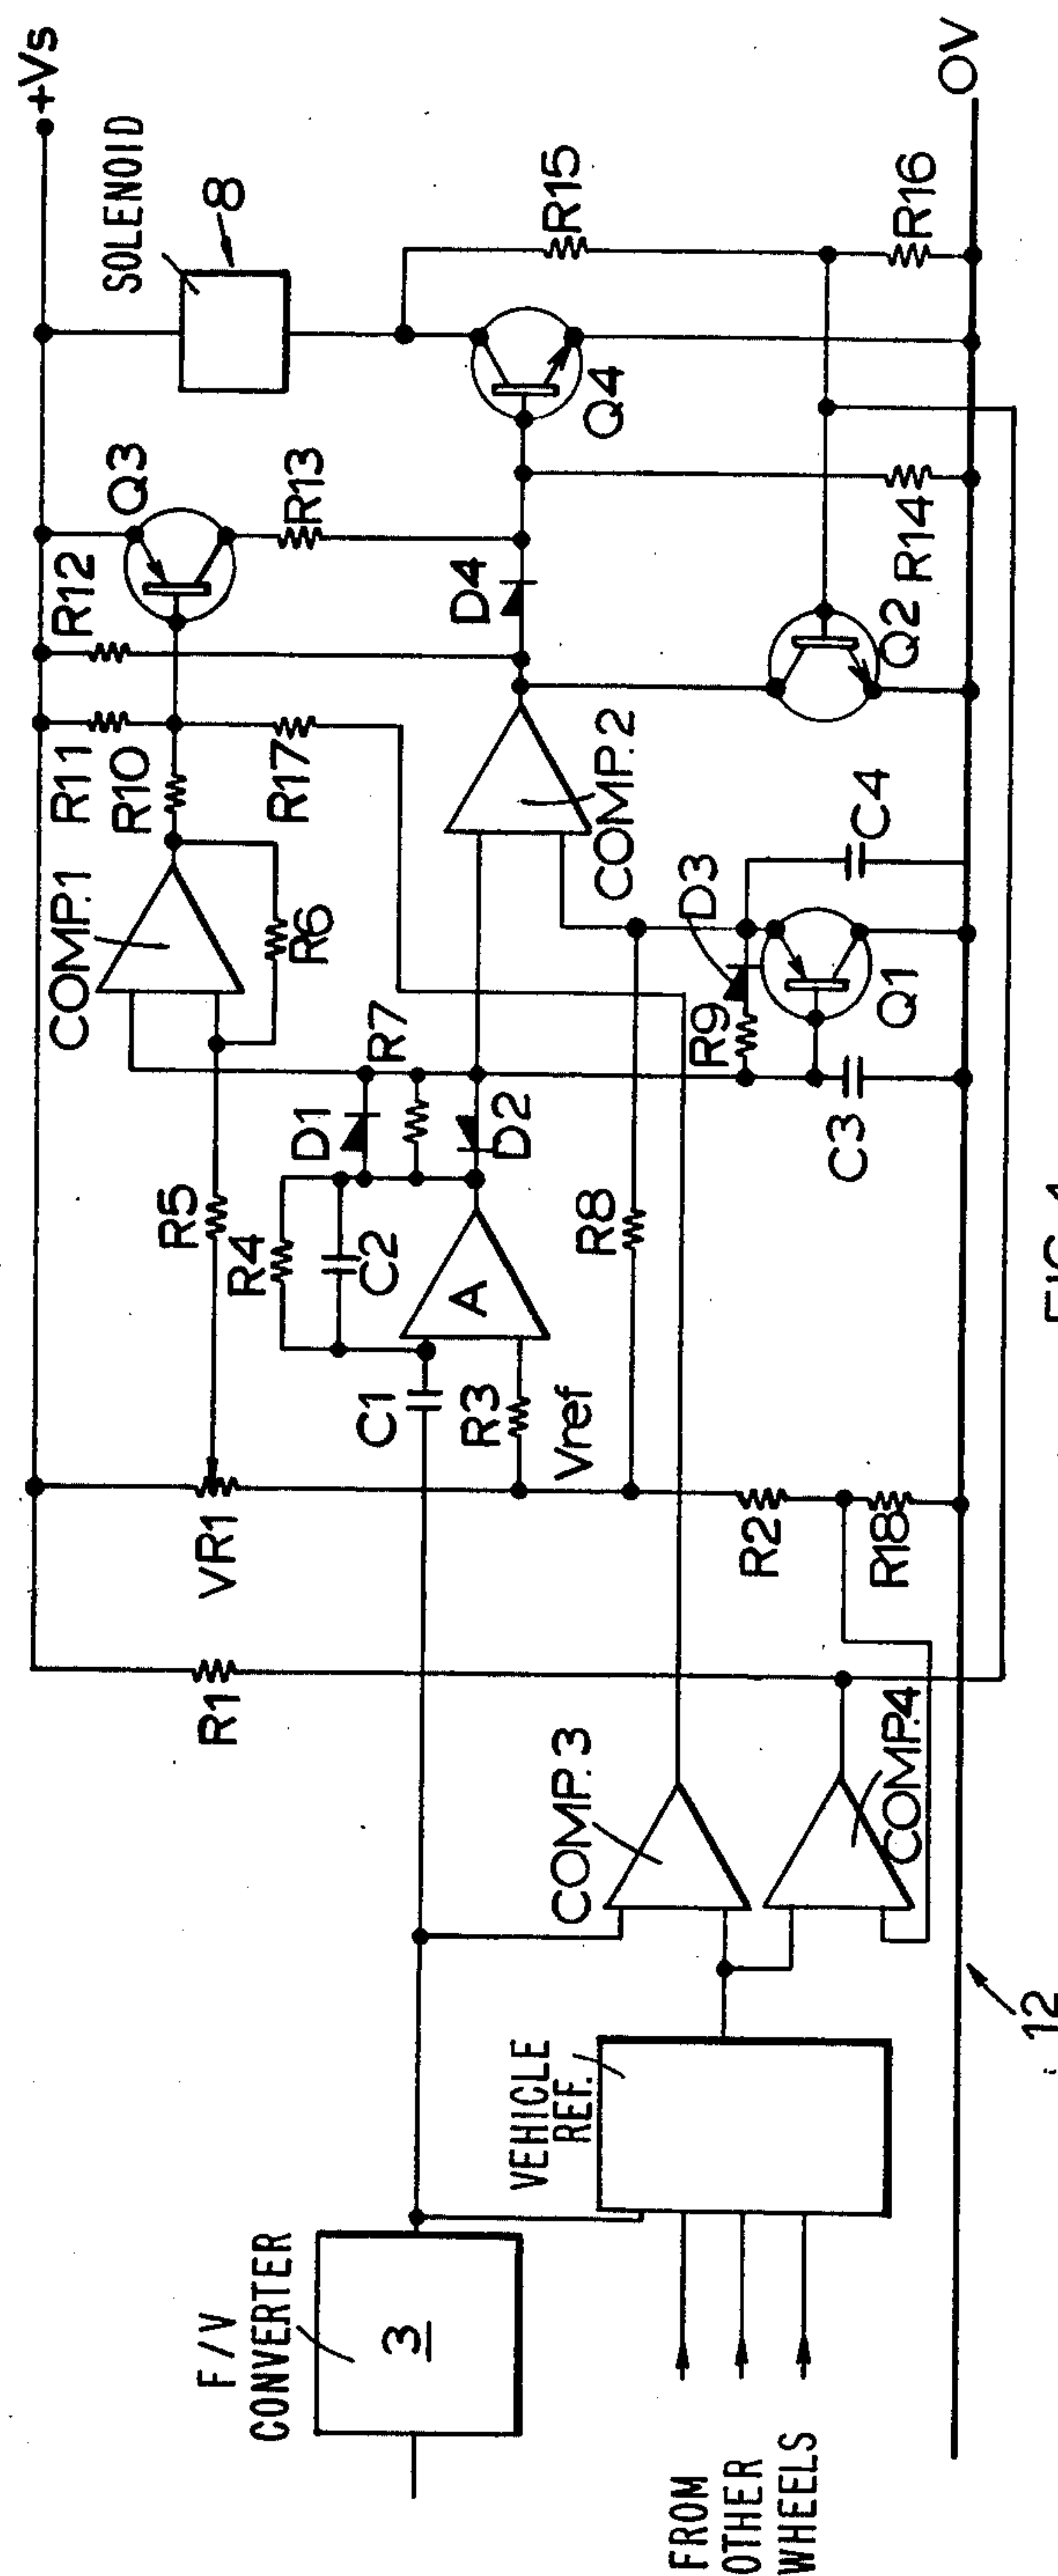 +Vs
SOLENOID
8
Q3
R12
R13
R15
D4
Q4
R16
0V
R11
R10
R17
R14
Q2
COMP.1
R6
COMP.2
C4
D3
R9
Q1
R7
D1
D2
C3
R5
R4
C2
A
R8
C1
R3
Vref
VR1
R2
R18
R1
COMP.3
COMP.4
VEHICLE
REF.
12
F/V
CONVERTER
3
FROM
OTHER
WHEELS